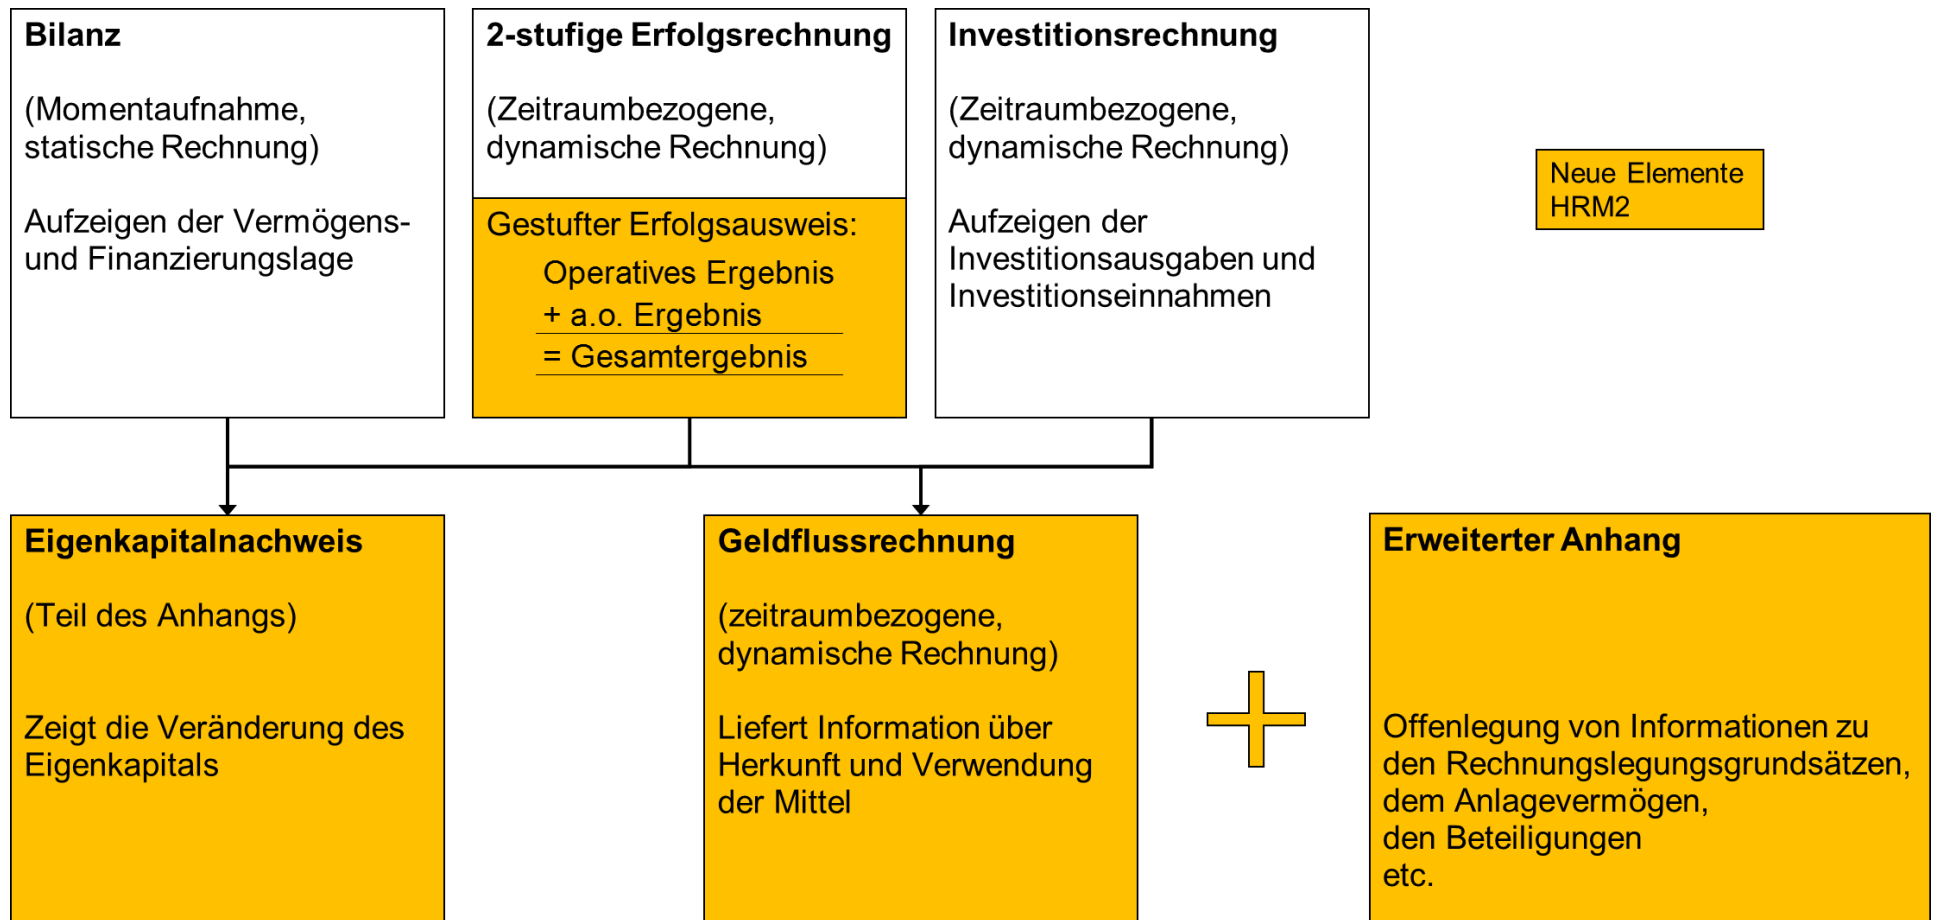 Bilanz
(Momentaufnahme,
statische Rechnung)
Aufzeigen der Vermögens-
und Finanzierungslage
2-stufige Erfolgsrechnung
(Zeitraumbezogene,
dynamische Rechnung)
Gestufter Erfolgsausweis:
Operatives Ergebnis
+ a.o. Ergebnis
= Gesamtergebnis
Investitionsrechnung
(Zeitraumbezogene,
dynamische Rechnung)
Aufzeigen der
Investitionsausgaben und
Investitionseinnahmen
Neue Elemente
HRM2
Eigenkapitalnachweis
(Teil des Anhangs)
Zeigt die Veränderung des
Eigenkapitals
Geldflussrechnung
(zeitraumbezogene,
dynamische Rechnung)
Liefert Information über
Herkunft und Verwendung
der Mittel
Erweiterter Anhang
Offenlegung von Informationen zu
den Rechnungslegungsgrundsätzen,
dem Anlagevermögen,
den Beteiligungen
etc.